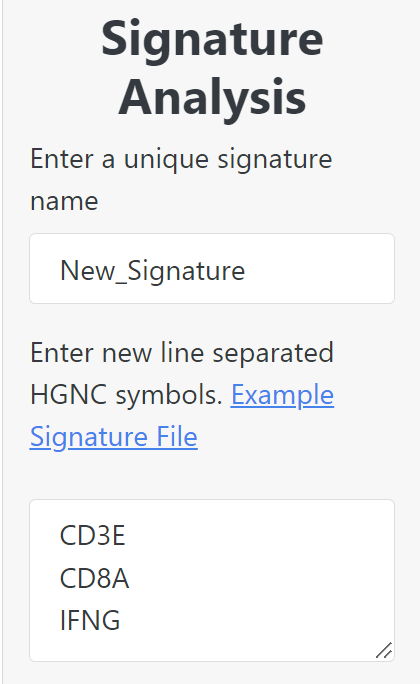 Signature
Analysis
Enter a unique signature
name
New_Signature
Enter new line separated
HGNC symbols. Example
Signature File
CD3E
CD8A
IFNG